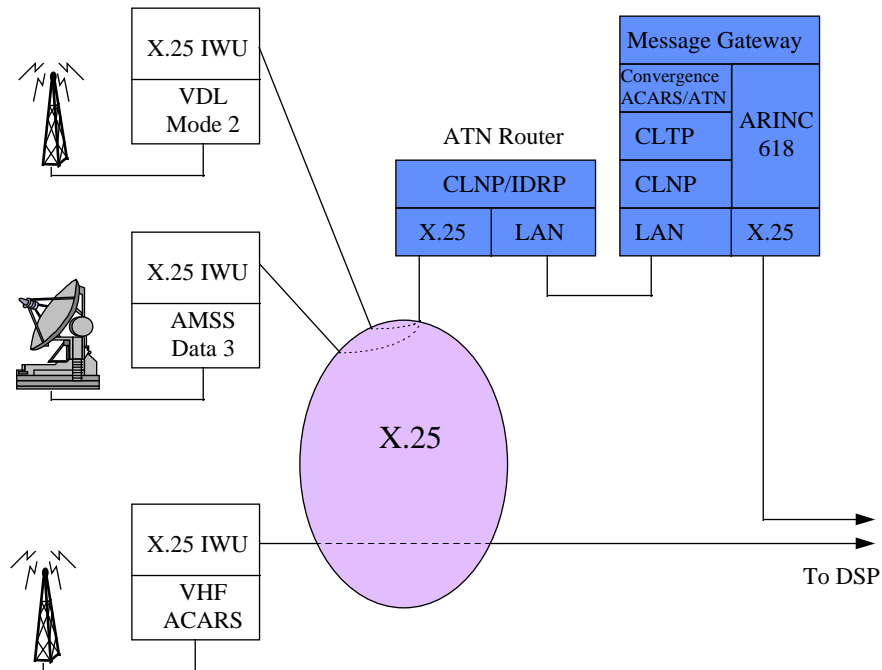 X.25 IWU
VDL
Mode 2
X.25 IWU
AMSS
Data 3
X.25 IWU
VHF
ACARS
X.25
ATN Router
CLNP/IDRP
X.25
LAN
Message Gateway
Convergence
ACARS/ATN
CLTP
CLNP
LAN
ARINC
618
X.25
To DSP